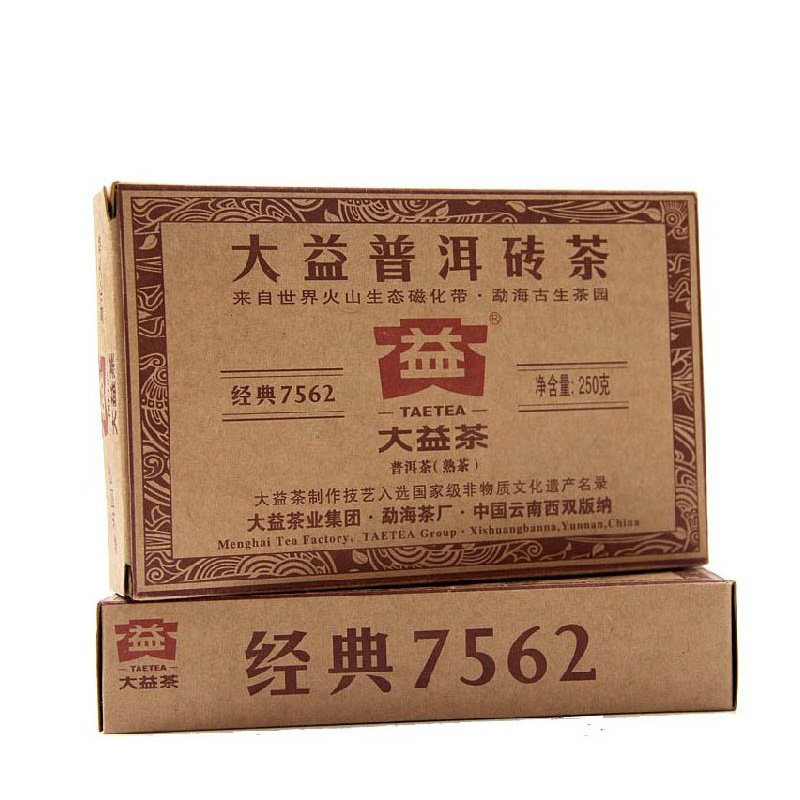 大益普洱砖茶
来自世界火山生态磁化带·勐海古生茶园
益
®
经典7562
净含量:250克
TAETEA
大益茶
普洱茶(熟茶)
大益茶制作技艺入选国家级非物质文化遗产名录
大益茶业集团·勐海茶厂·中国云南西双版纳
Menghai Tea Factory, TAETEA Group · Xishuangbanna,Yunnan,China
益
TAETEA
大益茶
经典7562